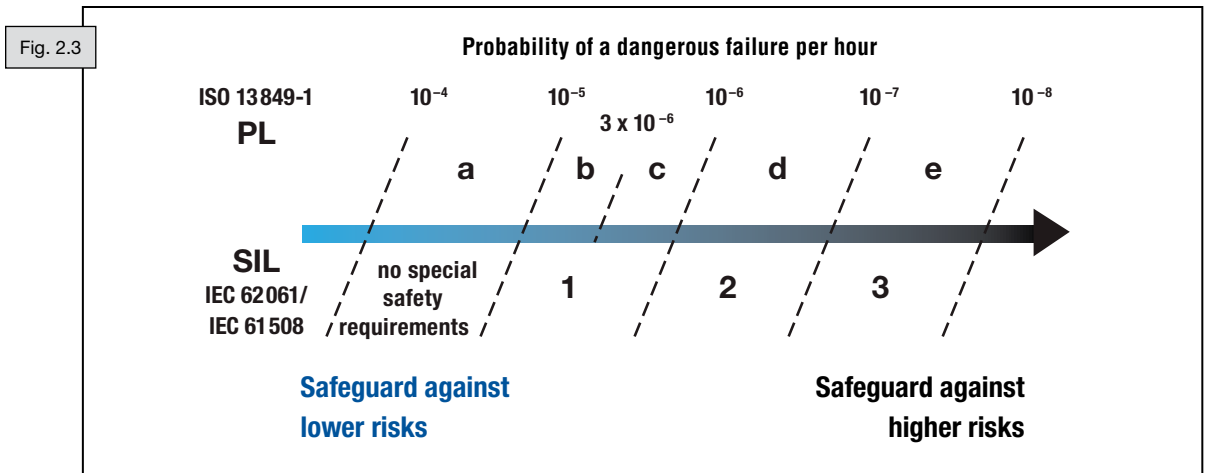 Fig. 2.3
Probability of a dangerous failure per hour
ISO 13849-1
PL
10⁻⁴ 10⁻⁵ 10⁻⁶ 10⁻⁷ 10⁻⁸
3 x 10⁻⁶
a b c d e
SIL
IEC 62061/
IEC 61508
no special
safety
requirements
1 2 3
Safeguard against
lower risks
Safeguard against
higher risks